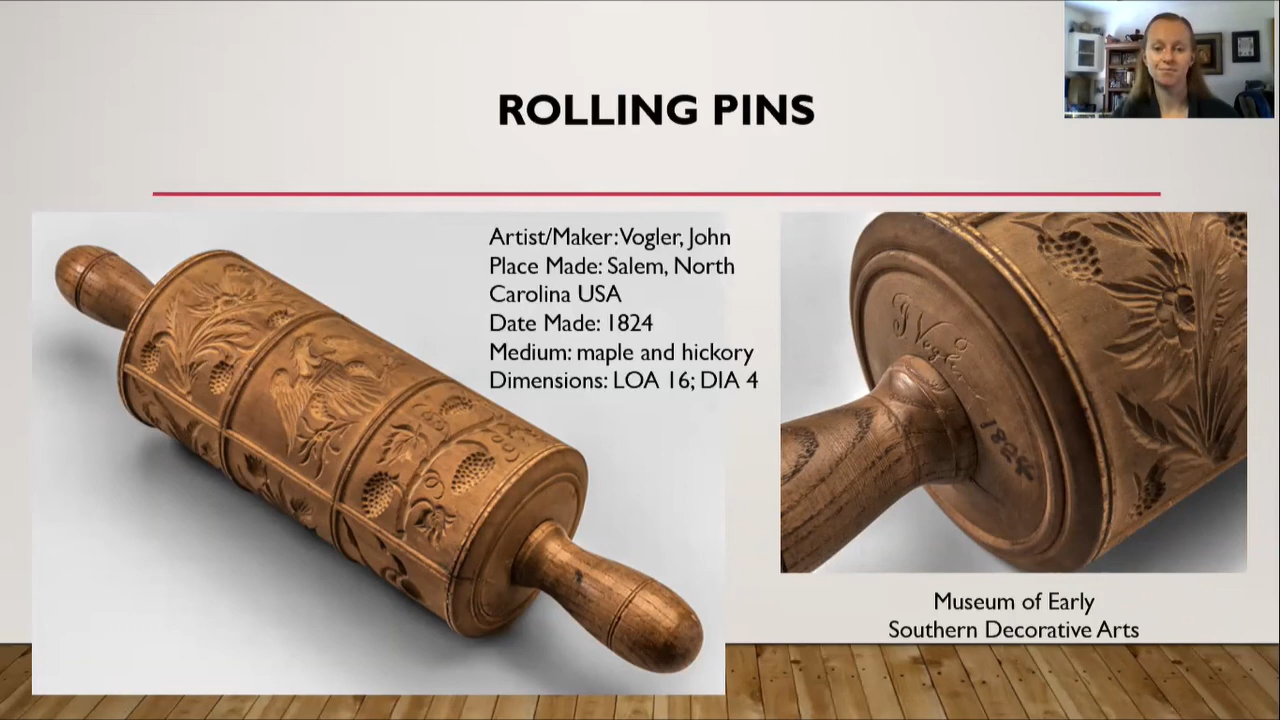 ROLLING PINS
Artist/Maker: Vogler, John
Place Made: Salem, North
Carolina USA
Date Made: 1824
Medium: maple and hickory
Dimensions: LOA 16; DIA 4
J Vogler
1824
Museum of Early
Southern Decorative Arts